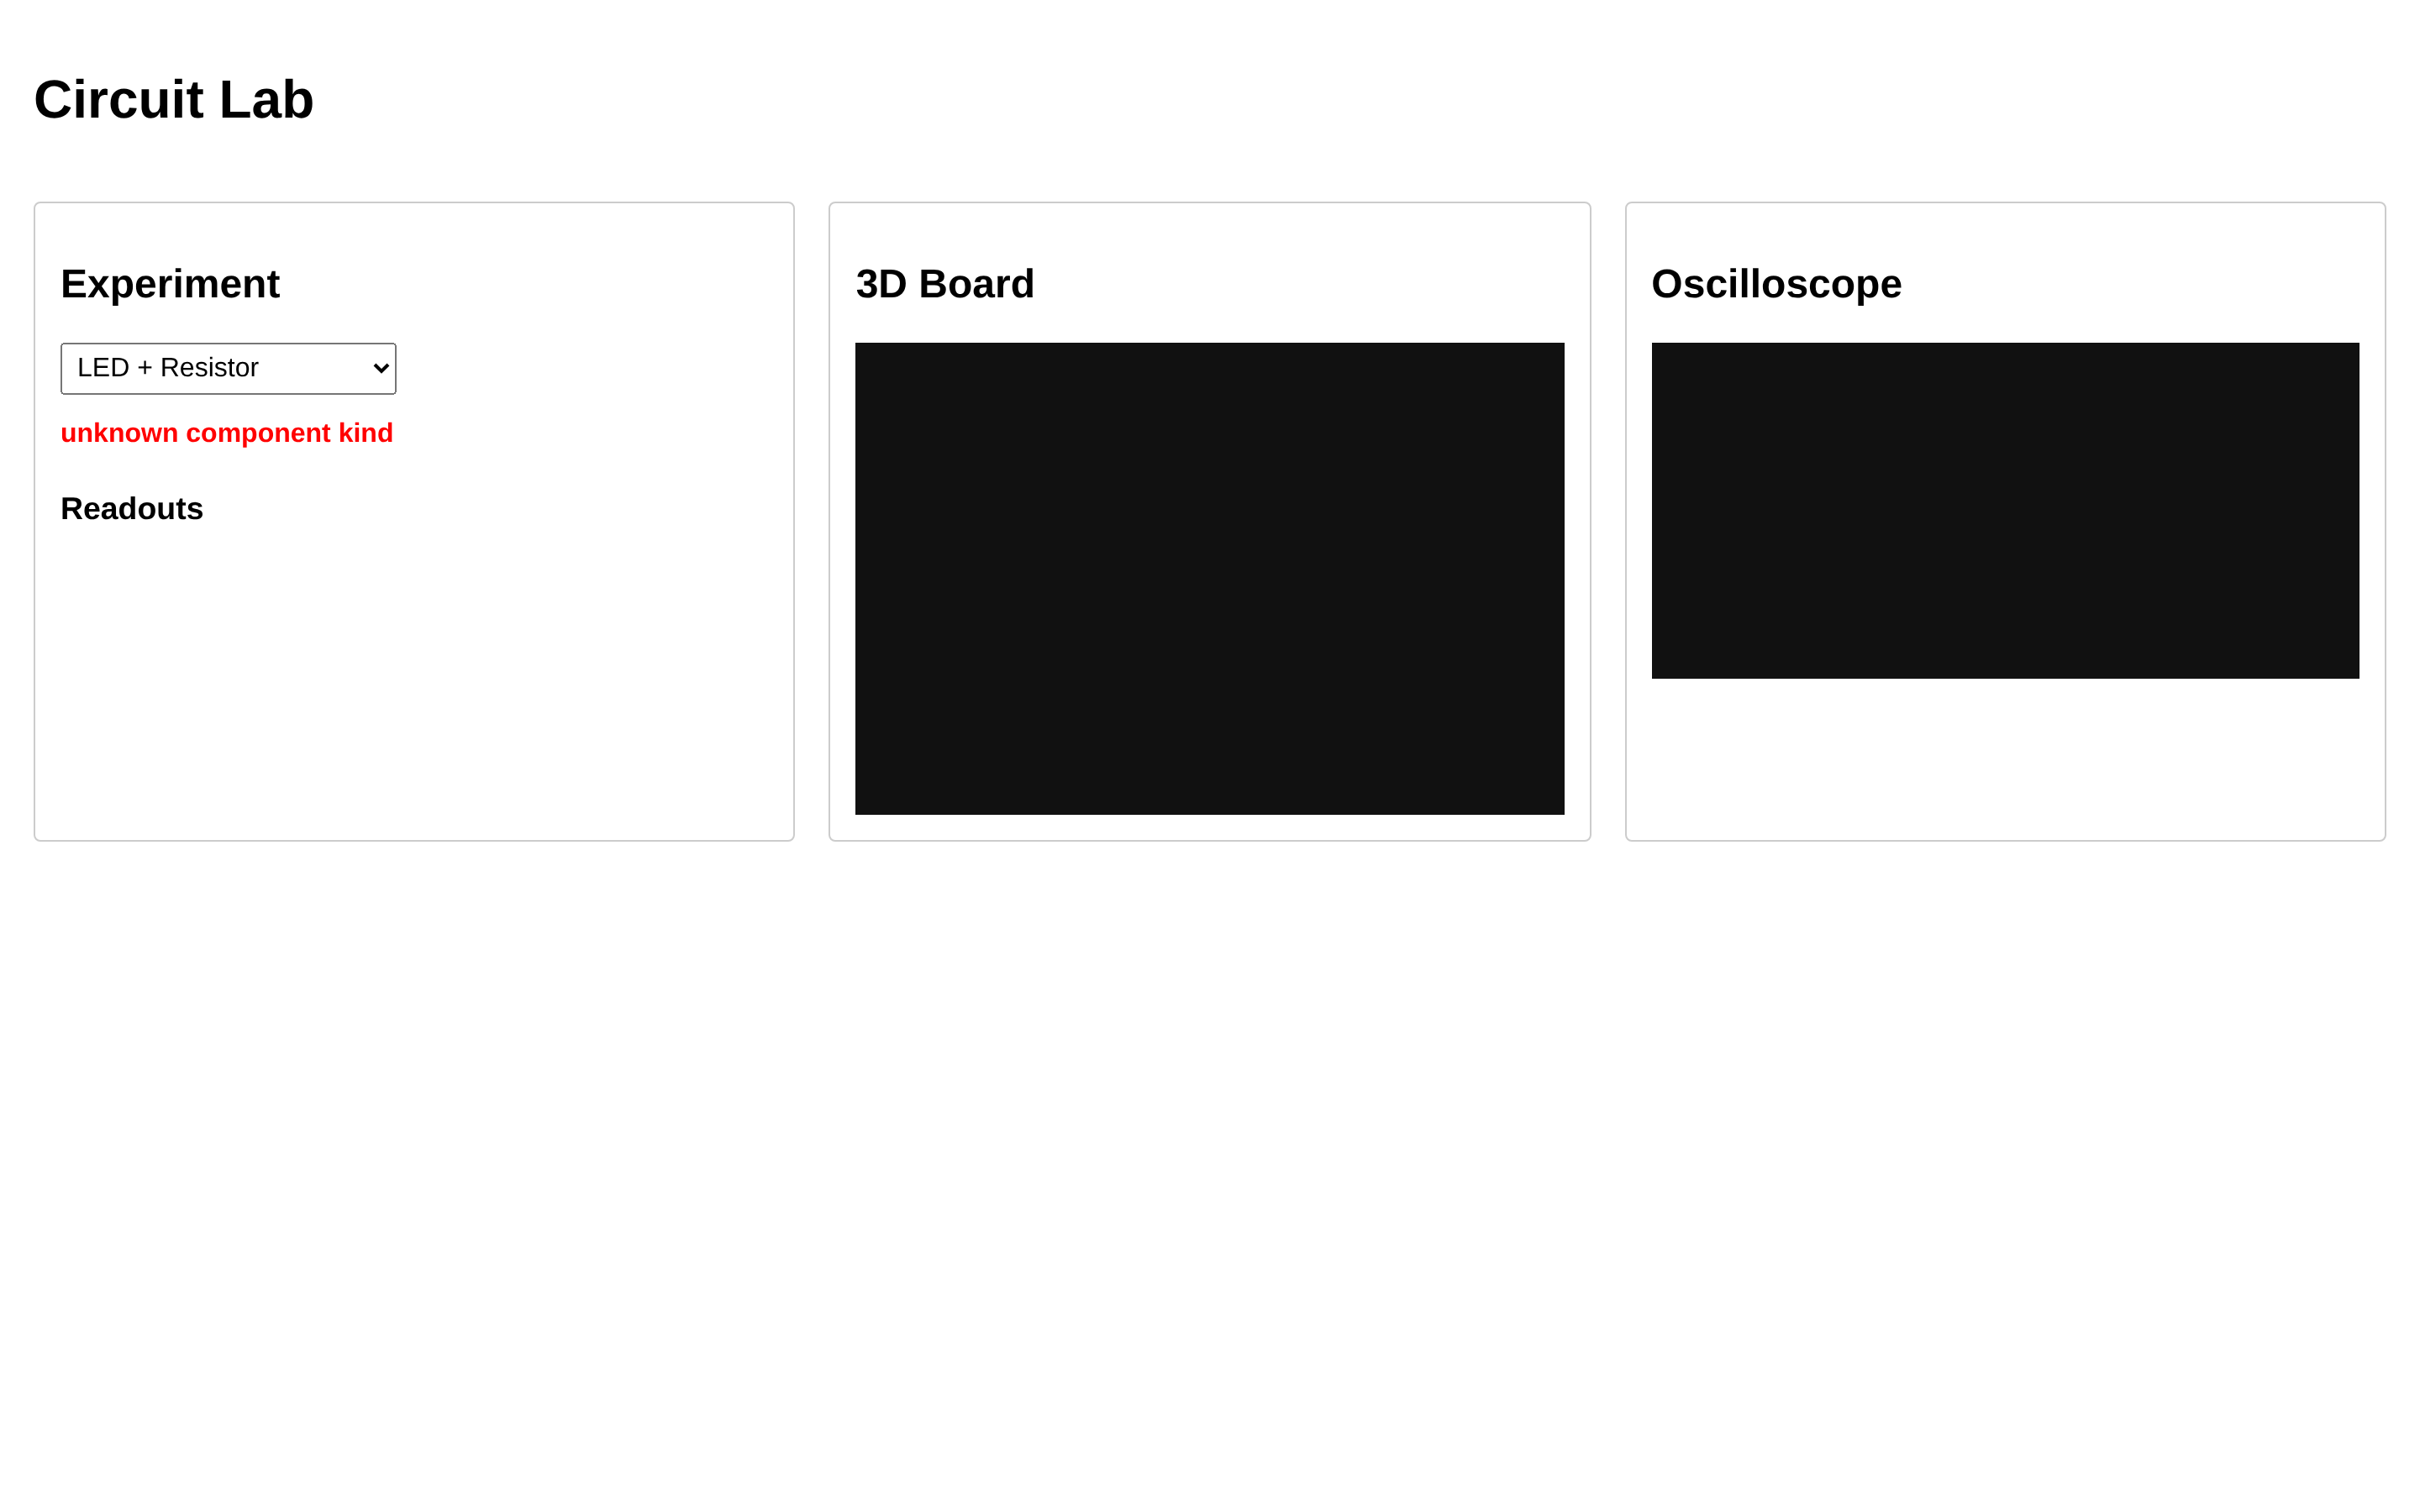 Circuit Lab
Experiment
LED + Resistor
unknown component kind
Readouts
3D Board
Oscilloscope